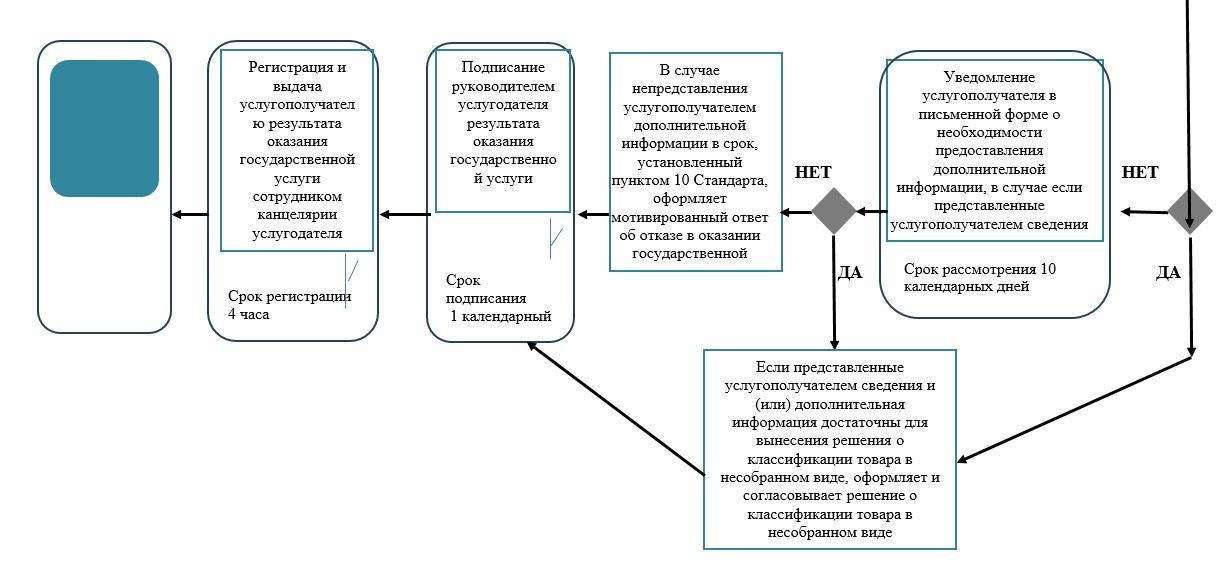 Регистрация и
выдача
услугополучател
ю результата
оказания
государственной
услуги
сотрудником
канцелярии
услугодателя
Срок регистрации
4 часа
Подписание
руководителем
услугодателя
результата
оказания
государственно
й услуги
Срок
подписания
1 календарный
В случае
непредставления
услугополучателем
дополнительной
информации в срок,
установленный
пунктом 10 Стандарта,
оформляет
мотивированный ответ
об отказе в оказании
государственной
НЕТ
ДА
Уведомление
услугополучателя в
письменной форме о
необходимости
предоставления
дополнительной
информации, в случае если
представленные
услугополучателем сведения
Срок рассмотрения 10
календарных дней
НЕТ
ДА
Если представленные
услугополучателем сведения и
(или) дополнительная
информация достаточны для
вынесения решения о
классификации товара в
несобранном виде, оформляет и
согласовывает решение о
классификации товара в
несобранном виде